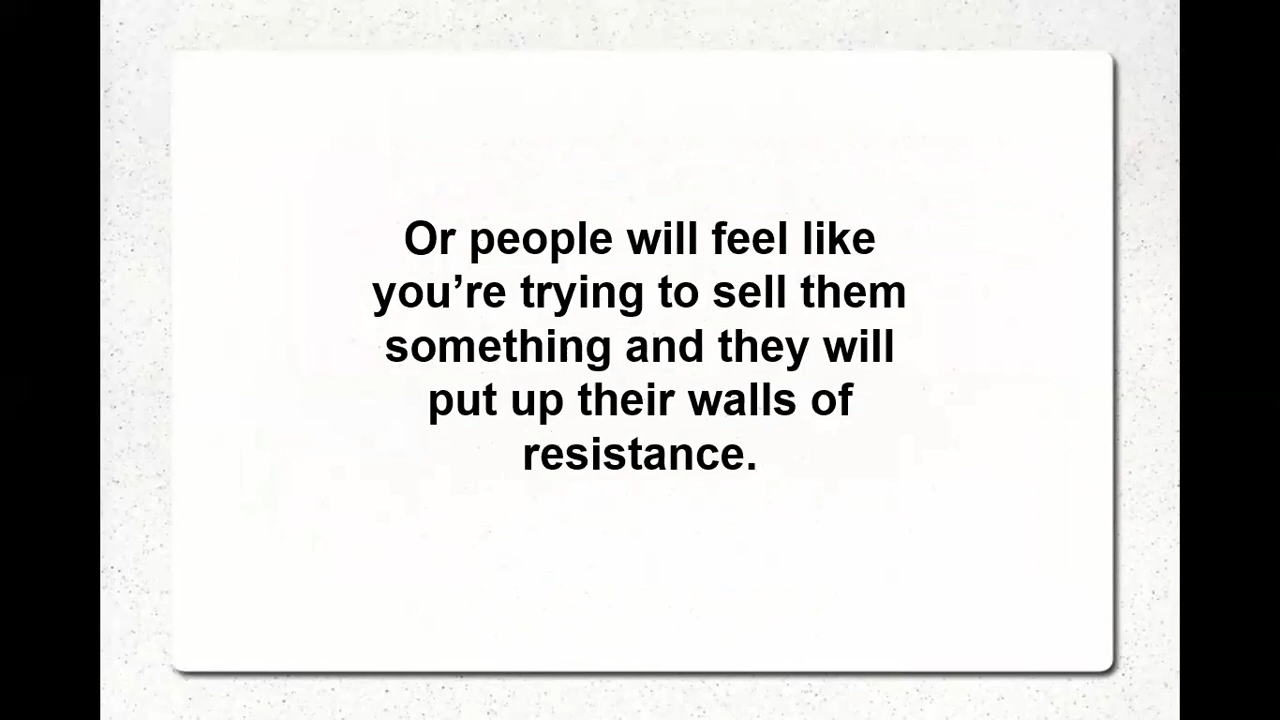 Or people will feel like
you’re trying to sell them
something and they will
put up their walls of
resistance.